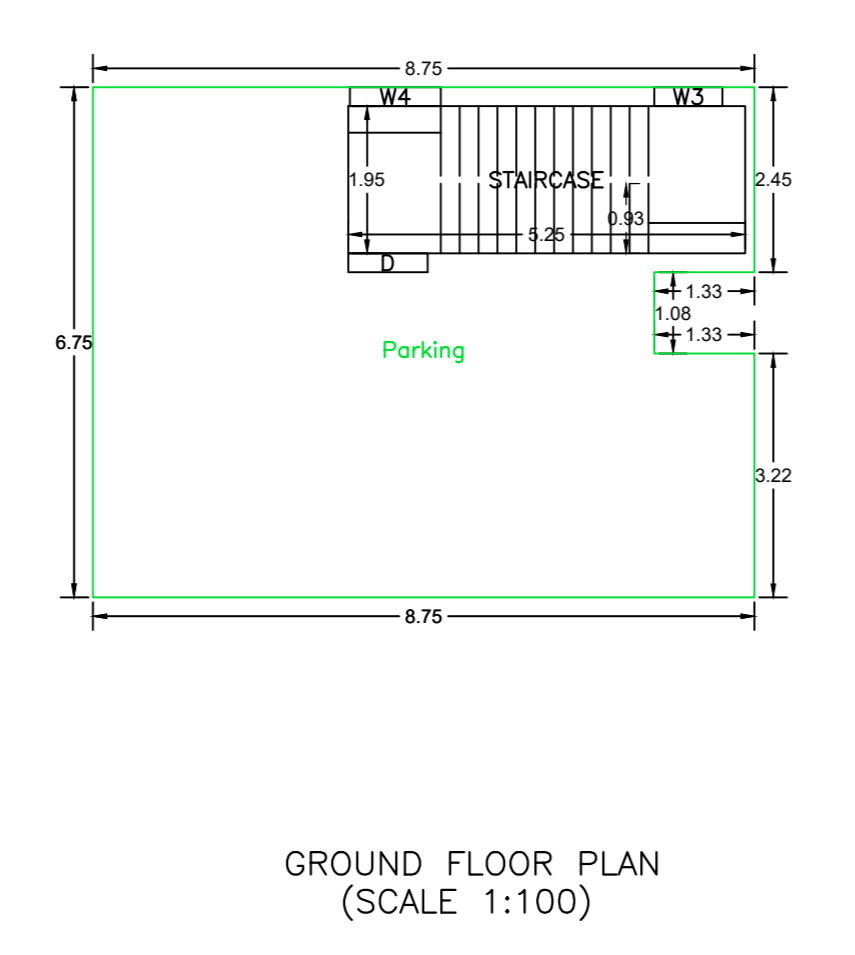 8.75
W4
W3
1.95
STAIRCASE
2.45
0.93
5.25
D
1.33
1.08
1.33
6.75
Parking
3.22
8.75
GROUND FLOOR PLAN
(SCALE 1:100)